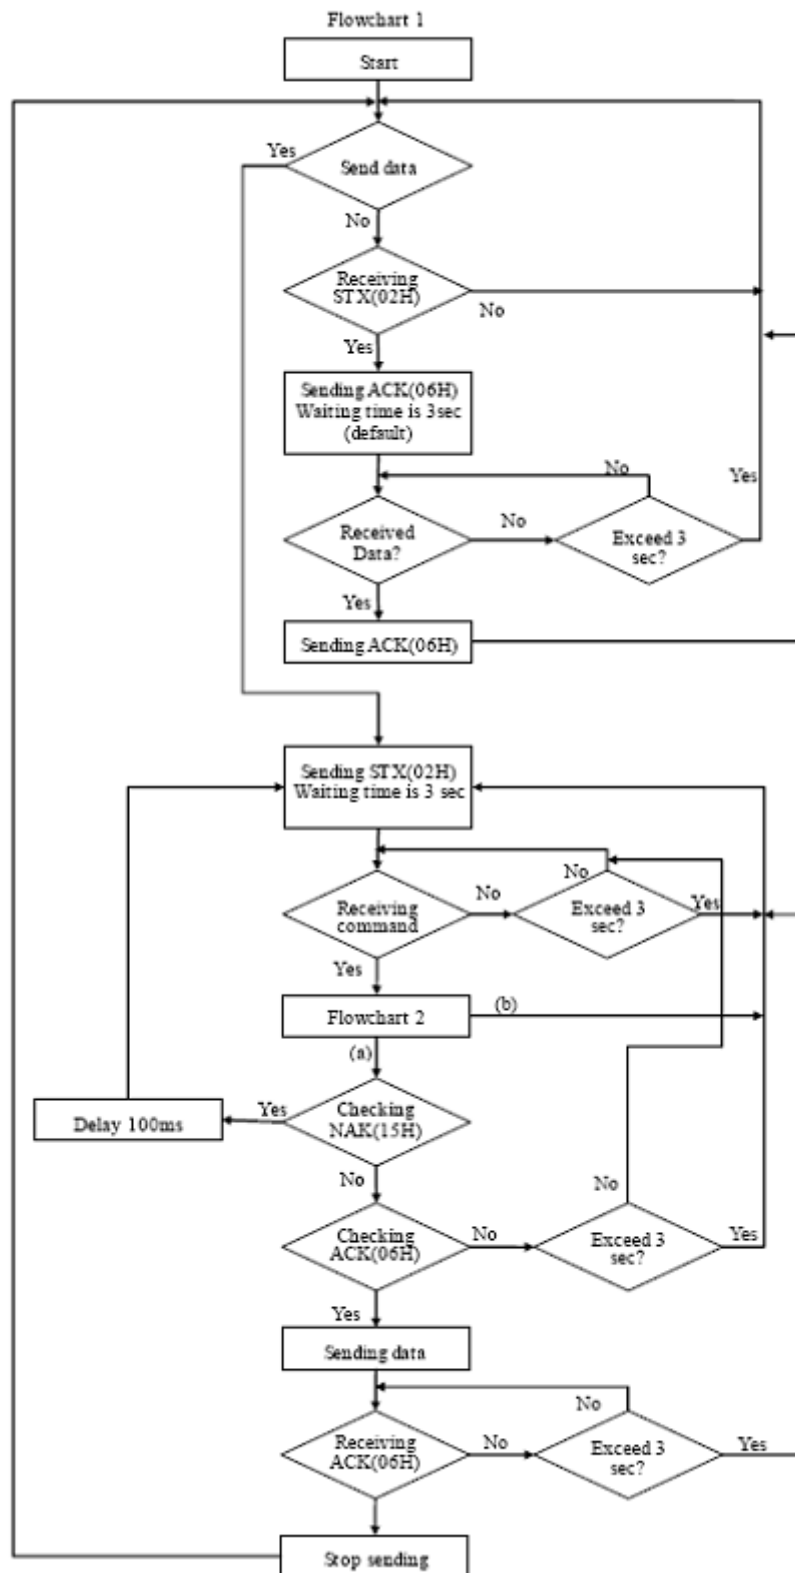 Flowchart 1
Start
Yes
Send data
No
Receiving
STX(02H)
No
Yes
Sending ACK(06H)
Waiting time is 3sec
(default)
No
Yes
Received
Data?
No
Exceed 3
sec?
Yes
Sending ACK(06H)
Sending STX(02H)
Waiting time is 3 sec
No
Receiving
command
No
Exceed 3
sec?
Yes
Yes
Flowchart 2
(b)
(a)
Checking
NAK(15H)
Yes
Delay 100ms
No
No
Checking
ACK(06H)
No
Exceed 3
sec?
Yes
Yes
Sending data
No
Receiving
ACK(06H)
No
Exceed 3
sec?
Yes
Stop sending